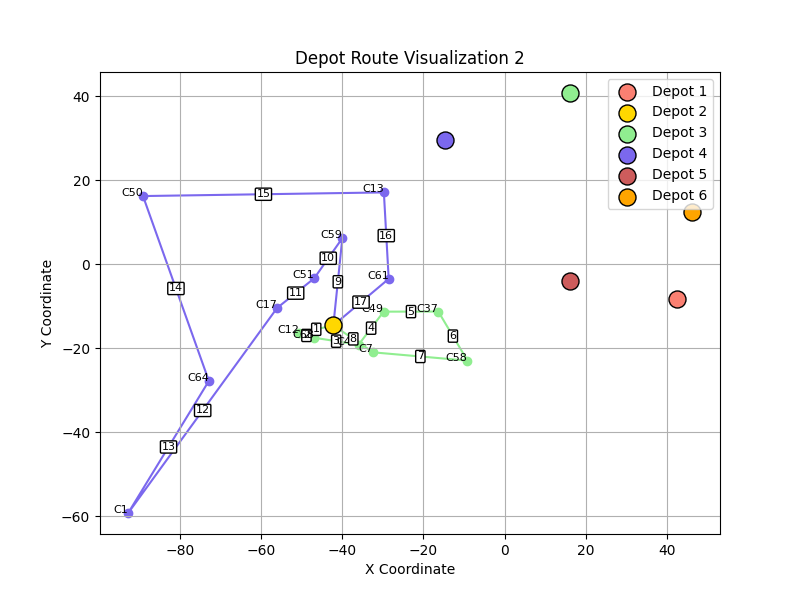 Depot Route Visualization 2
Depot 1
Depot 2
Depot 3
Depot 4
Depot 5
Depot 6
40
20
0
−20
−40
−60
Y Coordinate
−80
−60
−40
−20
0
20
40
X Coordinate
C50
15
C13
C59
16
10
C51
9
C61
14
11
C17
17
C49
5
C37
C12
1
4
6
3
8
C7
7
C58
C64
12
13
C1